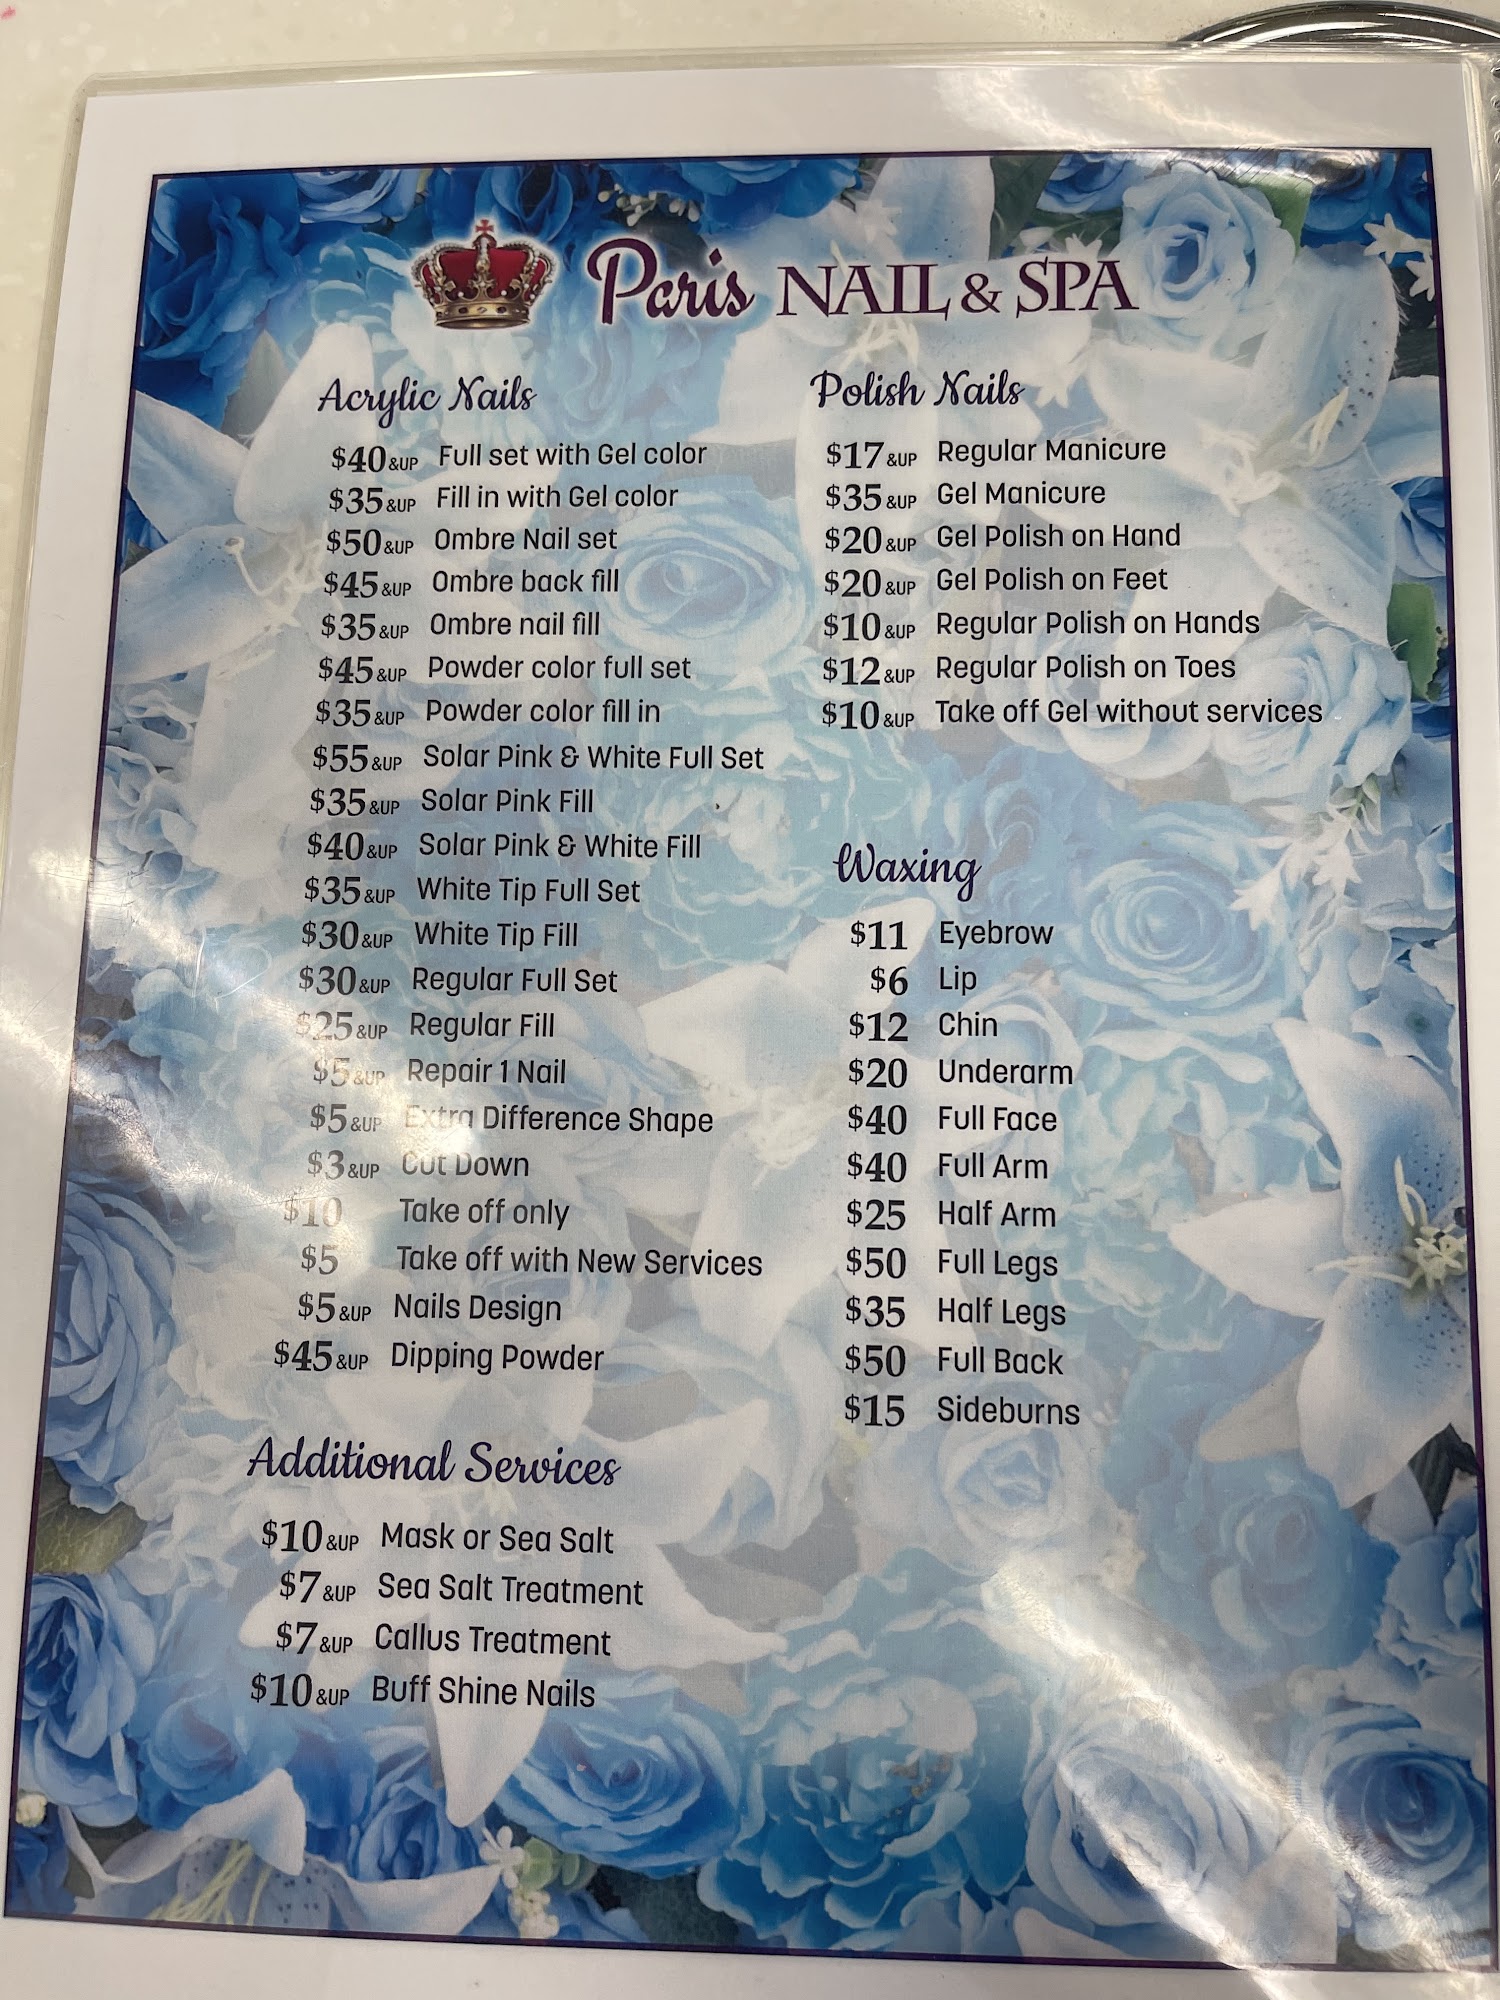 Paris NAIL & SPA
Acrylic Nails
$40 &UP Full set with Gel color
$35 &UP Fill in with Gel color
$50 &UP Ombre Nail set
$45 &UP Ombre back fill
$35 &UP Ombre nail fill
$45 &UP Powder color full set
$35 &UP Powder color fill in
$55 &UP Solar Pink & White Full Set
$35 &UP Solar Pink Fill
$40 &UP Solar Pink & White Fill
$35 &UP White Tip Full Set
$30 &UP White Tip Fill
$30 &UP Regular Full Set
$25 &UP Regular Fill
$5 &UP Repair 1 Nail
$5 &UP Extra Difference Shape
$3 &UP Cut Down
$10 Take off only
$5 Take off with New Services
$5 &UP Nails Design
$45 &UP Dipping Powder
Additional Services
$10 &UP Mask or Sea Salt
$7 &UP Sea Salt Treatment
$7 &UP Callus Treatment
$10 &UP Buff Shine Nails
Polish Nails
$17 &UP Regular Manicure
$35 &UP Gel Manicure
$20 &UP Gel Polish on Hand
$20 &UP Gel Polish on Feet
$10 &UP Regular Polish on Hands
$12 &UP Regular Polish on Toes
$10 &UP Take off Gel without services
Waxing
$11 Eyebrow
$6 Lip
$12 Chin
$20 Underarm
$40 Full Face
$40 Full Arm
$25 Half Arm
$50 Full Legs
$35 Half Legs
$50 Full Back
$15 Sideburns